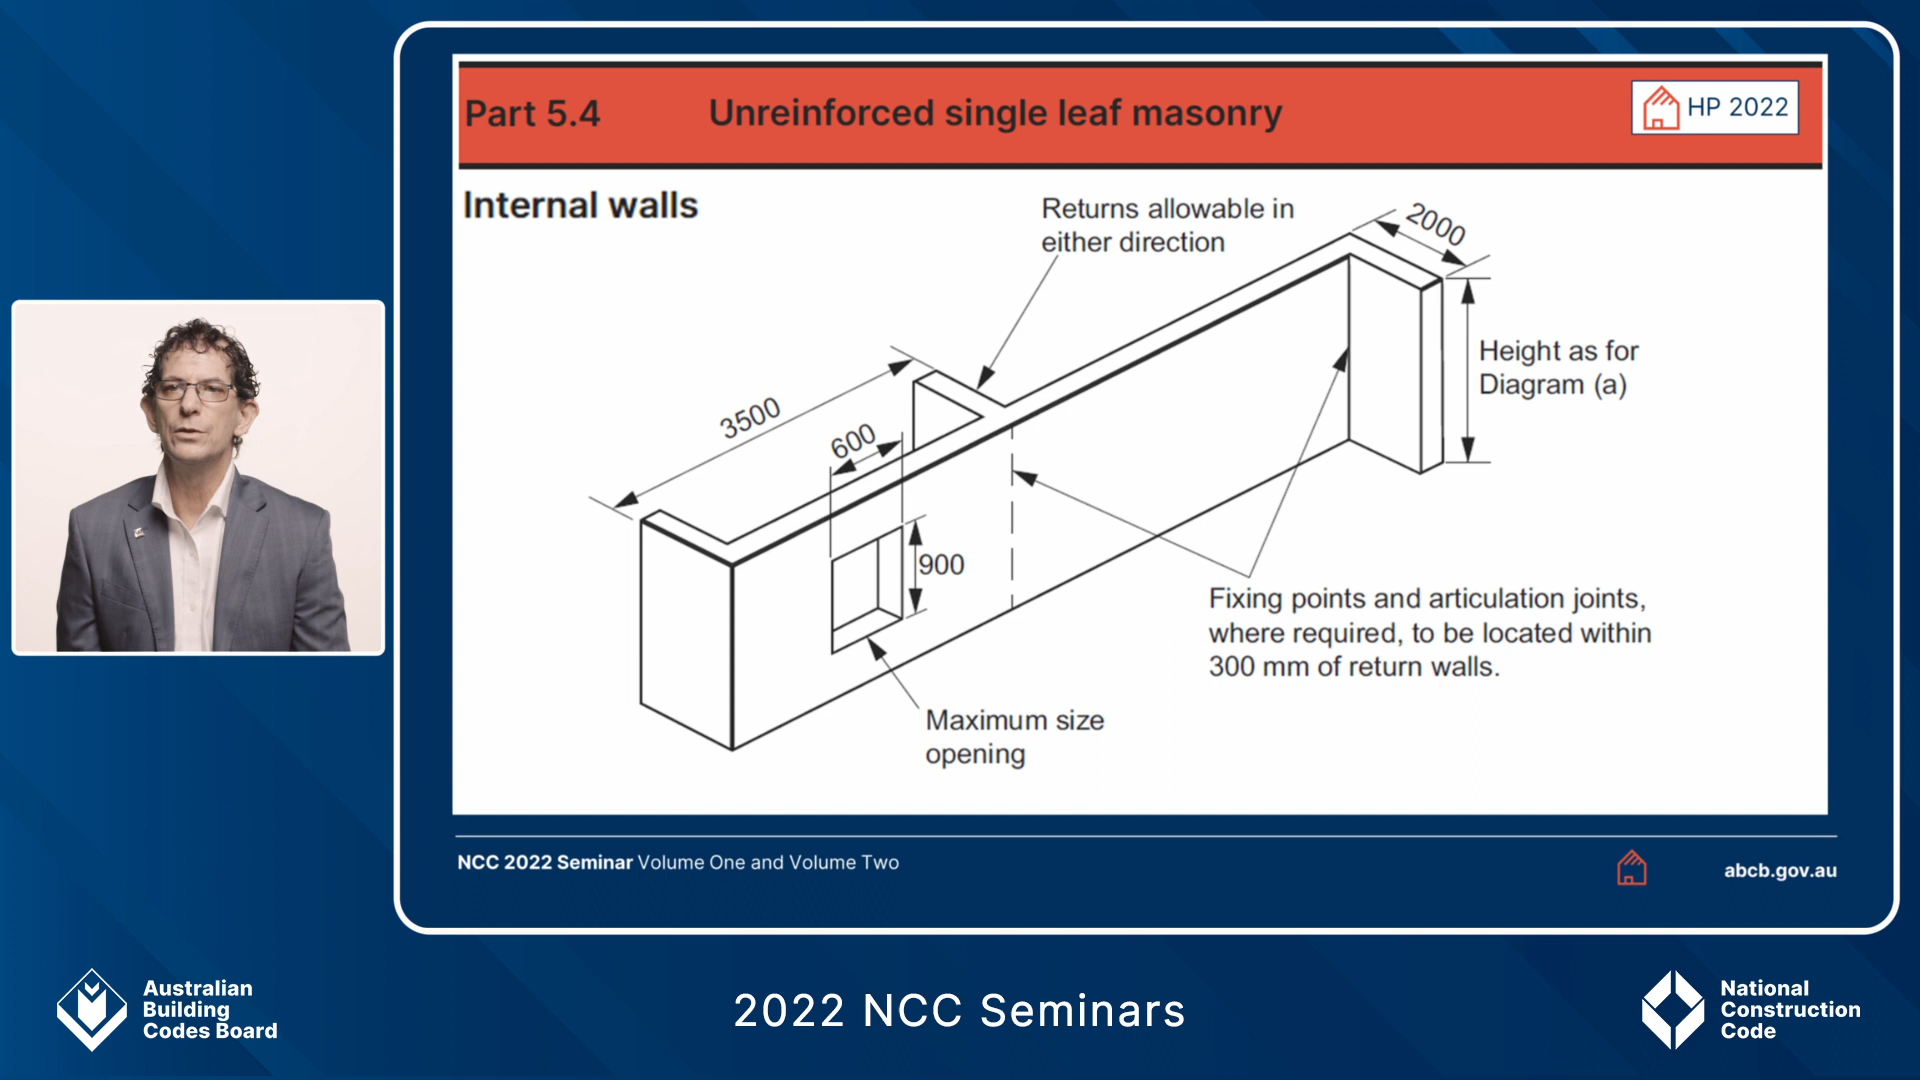 Part 5.4
Unreinforced single leaf masonry
HP 2022
Internal walls
Returns allowable in
either direction
2000
Height as for
Diagram (a)
3500
600
900
Fixing points and articulation joints,
where required, to be located within
300 mm of return walls.
Maximum size
opening
NCC 2022 Seminar Volume One and Volume Two
abcb.gov.au
Australian
Building
Codes Board
2022 NCC Seminars
National
Construction
Code